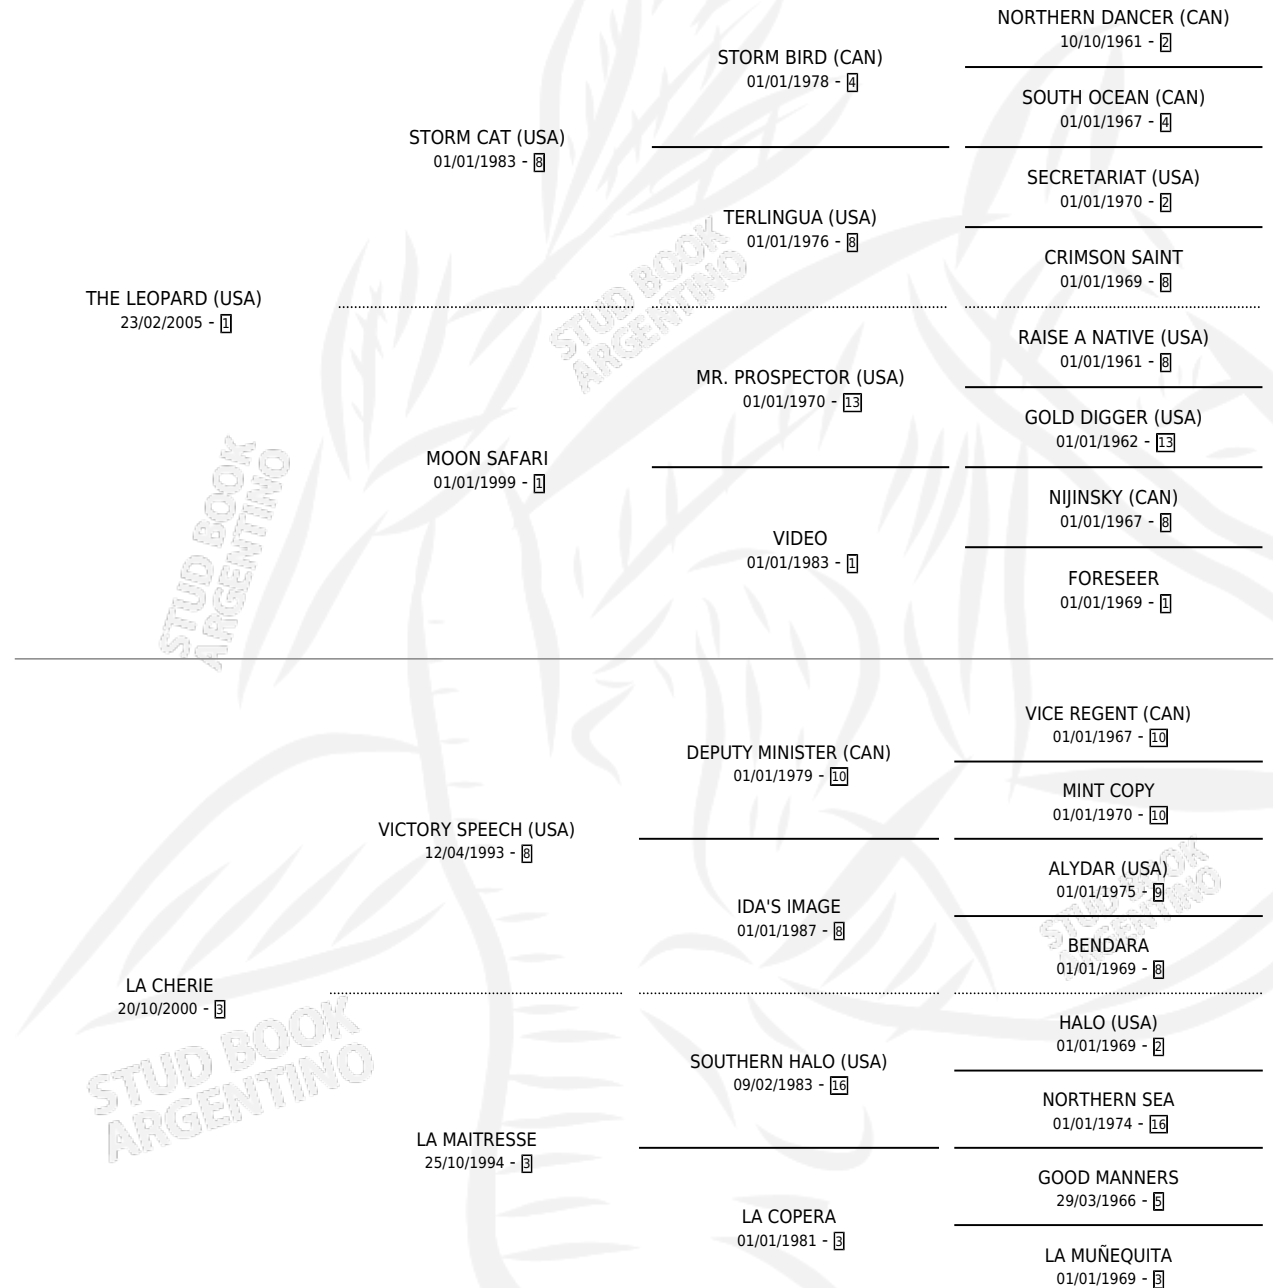 NORTHERN DANCER (CAN)
10/10/1961 - 2
STORM BIRD (CAN)
01/01/1978 - 4
SOUTH OCEAN (CAN)
01/01/1967 - 4
STORM CAT (USA)
01/01/1983 - 8
SECRETARIAT (USA)
01/01/1970 - 2
TERLINGUA (USA)
01/01/1976 - 8
CRIMSON SAINT
01/01/1969 - 8
THE LEOPARD (USA)
23/02/2005 - 1
RAISE A NATIVE (USA)
01/01/1961 - 8
MR. PROSPECTOR (USA)
01/01/1970 - 13
GOLD DIGGER (USA)
01/01/1962 - 13
MOON SAFARI
01/01/1999 - 1
NIJINSKY (CAN)
01/01/1967 - 8
VIDEO
01/01/1983 - 1
FORESEER
01/01/1969 - 1
VICE REGENT (CAN)
01/01/1967 - 10
DEPUTY MINISTER (CAN)
01/01/1979 - 10
MINT COPY
01/01/1970 - 10
VICTORY SPEECH (USA)
12/04/1993 - 8
ALYDAR (USA)
01/01/1975 - 9
IDA'S IMAGE
01/01/1987 - 8
BENDARA
01/01/1969 - 8
LA CHERIE
20/10/2000 - 3
HALO (USA)
01/01/1969 - 2
SOUTHERN HALO (USA)
09/02/1983 - 16
NORTHERN SEA
01/01/1974 - 16
LA MAITRESSE
25/10/1994 - 3
GOOD MANNERS
29/03/1966 - 5
LA COPERA
01/01/1981 - 3
LA MUÑEQUITA
01/01/1969 - 3
STUD BOOK
ARGENTINO
STUD BOOK
ARGENTINO
STUD BOOK
ARGENTINO
STUD BOOK
ARGENTINO